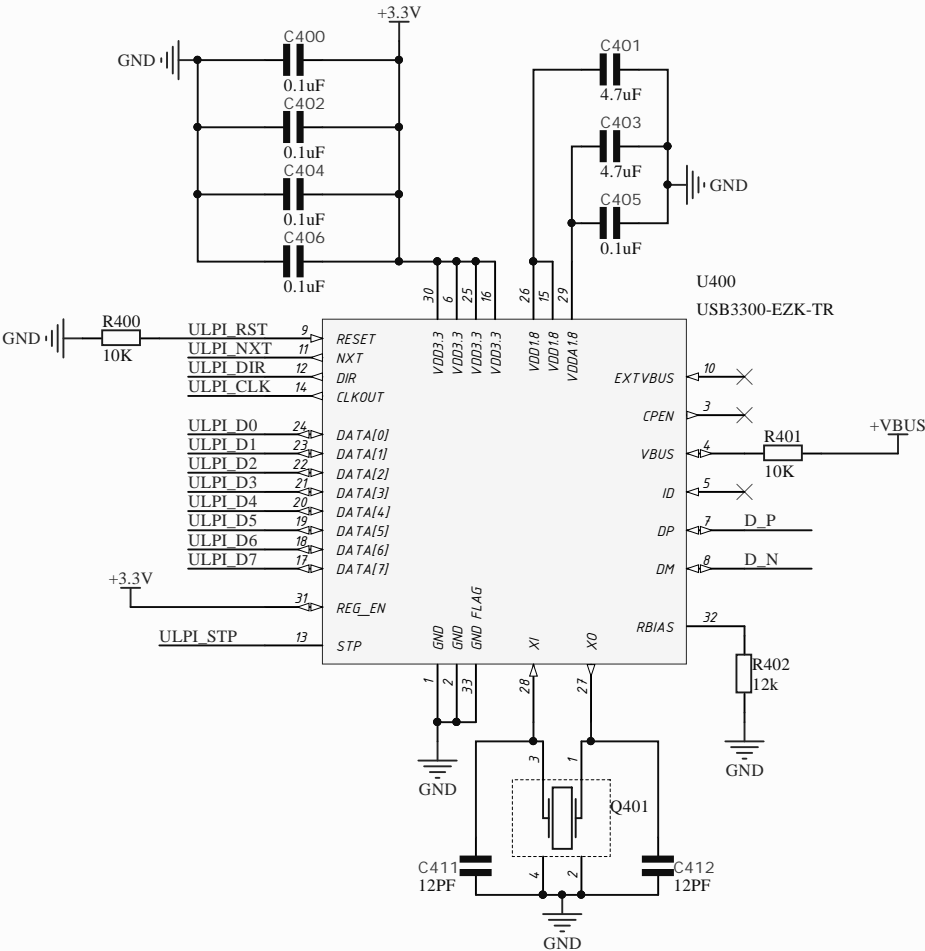 +3.3V
C400
GND
0.1uF
C402
0.1uF
C404
0.1uF
C406
0.1uF
C401
4.7uF
C403
4.7uF
GND
C405
0.1uF
U400
USB3300-EZK-TR
30 6 25 16 26 15 29
VDD3.3 VDD3.3 VDD3.3 VDD3.3 VDD1.8 VDD1.8 VDDA1.8
GND R400 10K ULPI_RST 9 RESET
ULPI_NXT 11 NXT
ULPI_DIR 12 DIR
ULPI_CLK 14 CLKOUT
EXTVBUS 10
CPEN 3
VBUS 4 R401 10K +VBUS
ID 5
DP 7 D_P
DM 8 D_N
ULPI_D0 24 DATA[0]
ULPI_D1 23 DATA[1]
ULPI_D2 22 DATA[2]
ULPI_D3 21 DATA[3]
ULPI_D4 20 DATA[4]
ULPI_D5 19 DATA[5]
ULPI_D6 18 DATA[6]
ULPI_D7 17 DATA[7]
+3.3V
31 REG_EN
ULPI_STP 13 STP
RBIAS 32
GND GND GND FLAG XI XO
1 2 33 28 27
R402
12k
GND
GND
3 1
Q401
C411
12PF
4 2
C412
12PF
GND